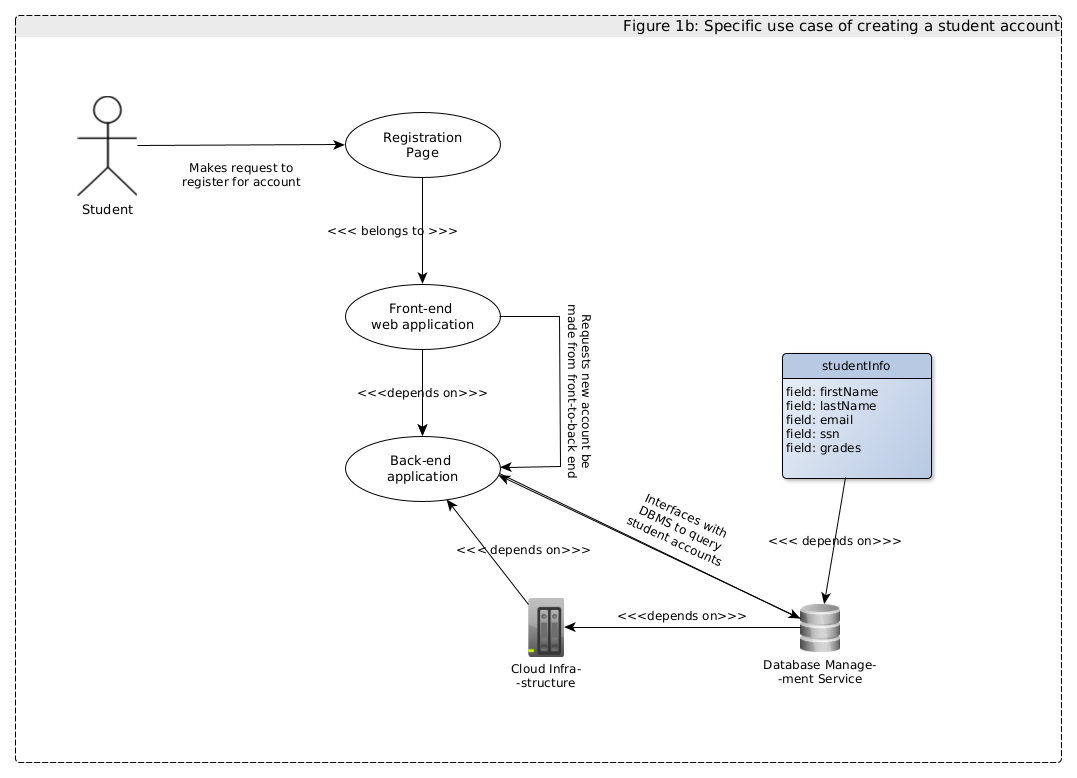 Figure 1b: Specific use case of creating a student account
Registration
Page
Makes request to
register for account
Student
<<< belongs to >>>
Front-end
web application
Requests new account be
made from front-to-back end
<<<depends on>>>
studentInfo
field: firstName
field: lastName
field: email
field: ssn
field: grades
Back-end
application
Interfaces with
DBMS to query
student accounts
<<< depends on>>>
<<< depends on>>>
<<<depends on>>>
Cloud Infra-
-structure
Database Manage-
-ment Service